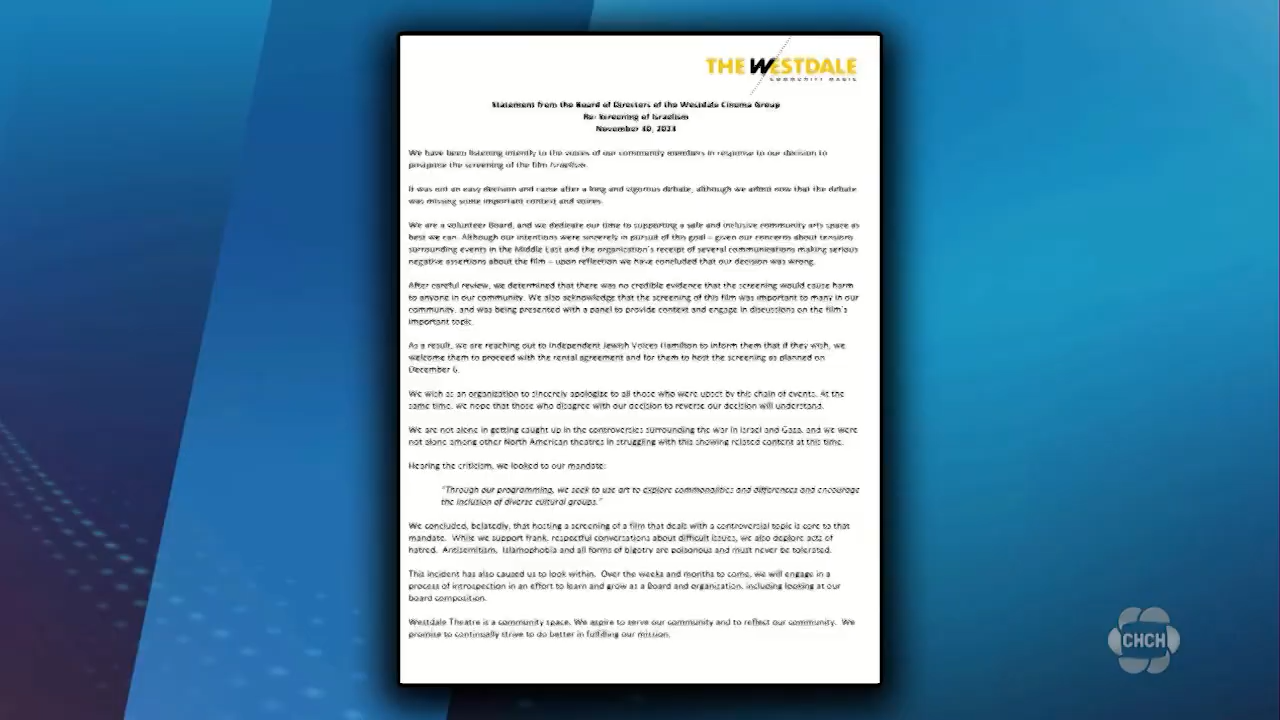 THE WESTDALE
COMMUNITY MAGIC
Statement from the Board of Directors of the Westdale Cinema Group
Re: Screening of Israelism
November 30, 2023
We have been listening intently to the voices of our community members in response to our decision to
postpone the screening of the film Israelism.
It was not an easy decision and came after a long and vigorous debate, although we admit now that the debate
was missing some important context and voices.
We are a volunteer Board, and we dedicate our time to supporting a safe and inclusive community arts space as
best we can. Although our intentions were sincerely in pursuit of this goal – given our concerns about tensions
surrounding events in the Middle East and the organization's receipt of several communications making serious
negative assertions about the film – upon reflection we have concluded that our decision was wrong.
After careful review, we determined that there was no credible evidence that the screening would cause harm
to anyone in our community. We also acknowledge that the screening of this film was important to many in our
community, and was being presented with a panel to provide context and engage in discussions on the film's
important topic.
As a result, we are reaching out to Independent Jewish Voices Hamilton to inform them that if they wish, we
welcome them to proceed with the rental agreement and for them to host the screening as planned on
December 6.
We wish as an organization to sincerely apologize to all those who were upset by this chain of events. At the
same time, we hope that those who disagree with our decision to reverse our decision will understand.
We are not alone in getting caught up in the controversies surrounding the war in Israel and Gaza, and we were
not alone among other North American theatres in struggling with this showing related content at this time.
Hearing the criticism, we looked to our mandate:
"Through our programming, we seek to use art to explore commonalities and differences and encourage
the inclusion of diverse cultural groups."
We concluded, belatedly, that hosting a screening of a film that deals with a controversial topic is core to that
mandate. While we support frank, respectful conversations about difficult issues, we also deplore acts of
hatred. Antisemitism, Islamophobia and all forms of bigotry are poisonous and must never be tolerated.
This incident has also caused us to look within. Over the weeks and months to come, we will engage in a
process of introspection in an effort to learn and grow as a Board and organization, including looking at our
board composition.
Westdale Theatre is a community space. We aspire to serve our community and to reflect our community. We
promise to continually strive to do better in fulfilling our mission.
CHCH